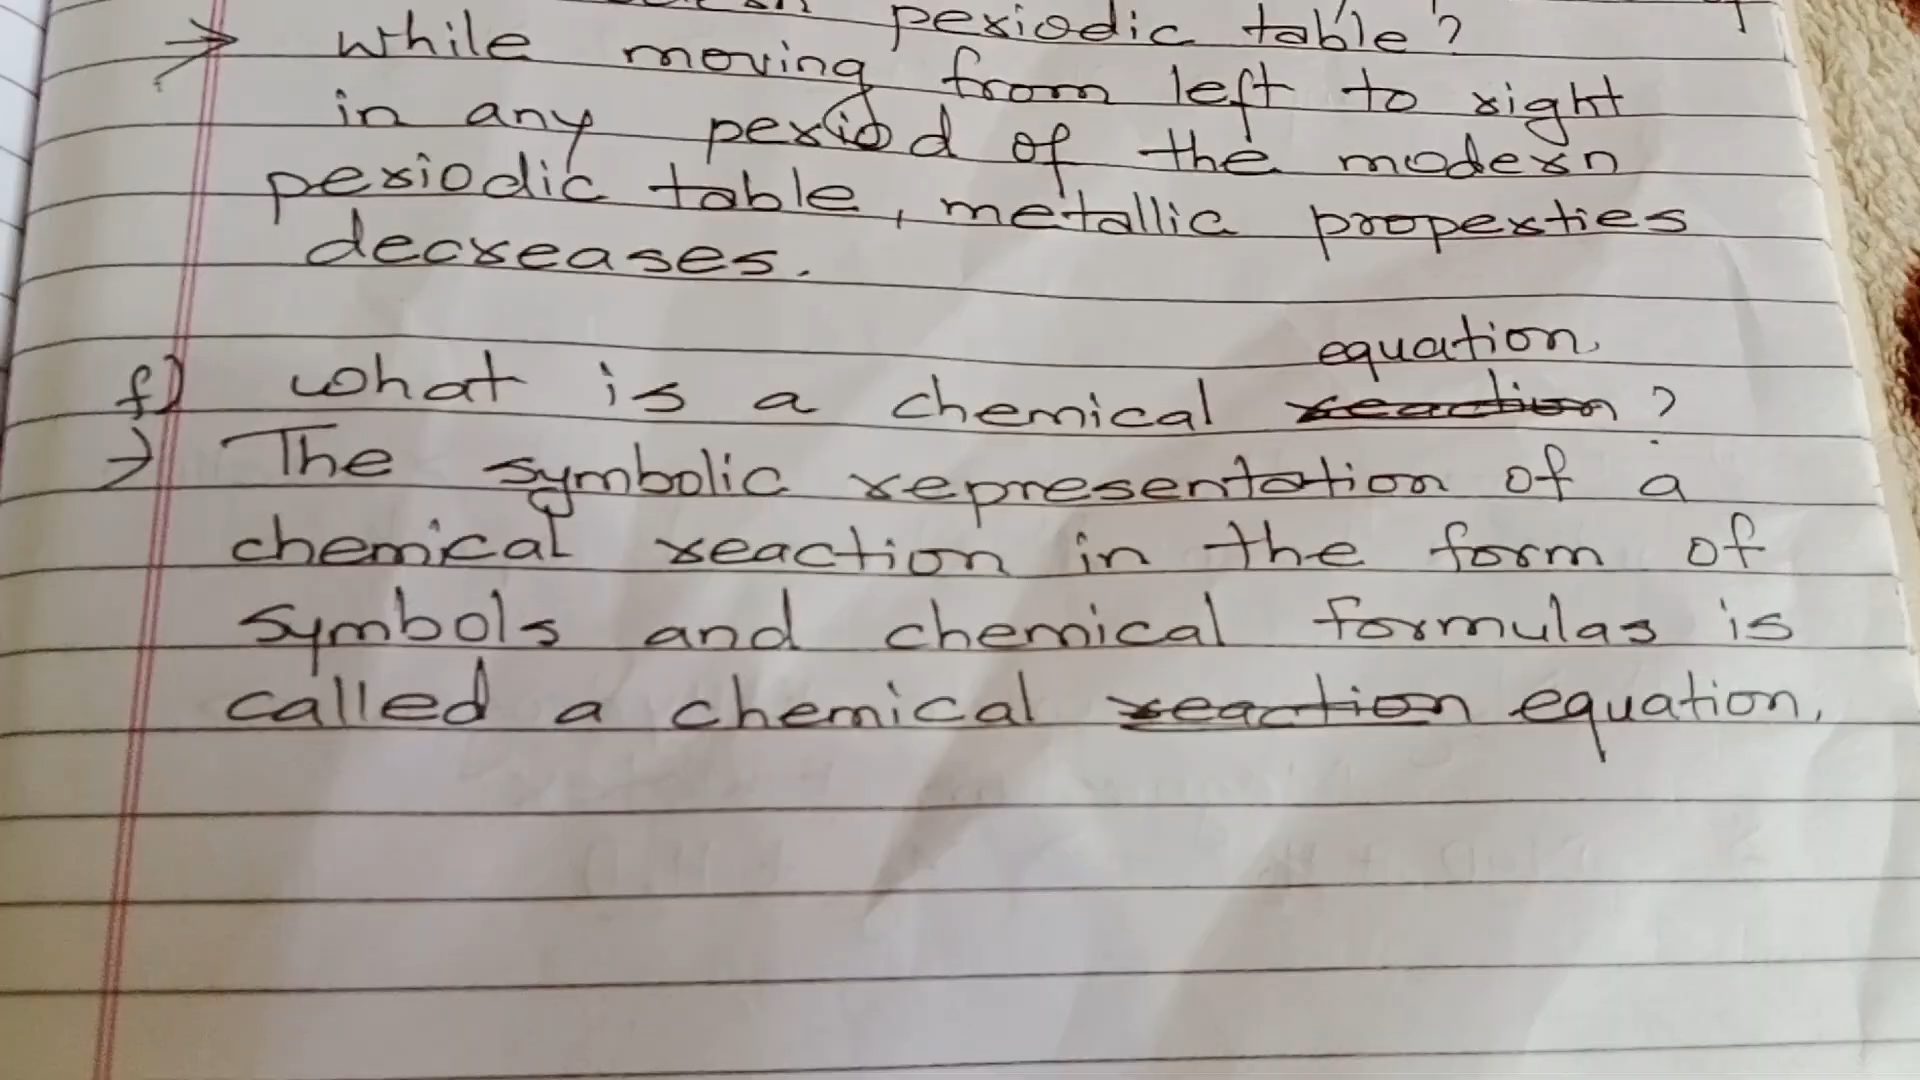 periodic table?
→ while moving from left to right
in any period of the modern
periodic table, metallic properties
decreases.
equation.
f) what is a chemical reaction ?
→ The symbolic representation of a
chemical reaction in the form of
symbols and chemical formulas is
called a chemical reaction equation.